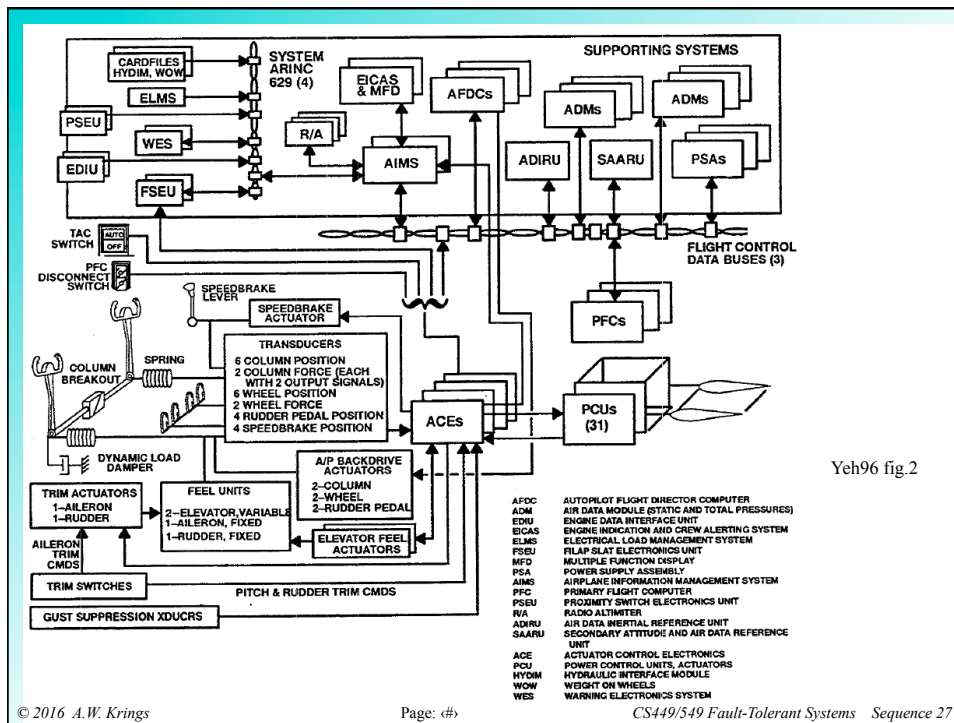 SUPPORTING SYSTEMS
CARDFILES
HYDIM, WOW
SYSTEM
ARINC
629 (4)
ELMS
PSEU
WES
EDIU
FSEU
EICAS
& MFD
R/A
AIMS
AFDCs
ADMs
ADMs
ADIRU
SAARU
PSAs
FLIGHT CONTROL
DATA BUSES (3)
TAC
SWITCH
AUTO
OFF
PFC
DISCONNECT
SWITCH
SPEEDBRAKE
LEVER
SPEEDBRAKE
ACTUATOR
PFCs
COLUMN
BREAKOUT
SPRING
TRANSDUCERS
6 COLUMN POSITION
2 COLUMN FORCE (EACH
WITH 2 OUTPUT SIGNALS)
6 WHEEL POSITION
2 WHEEL FORCE
4 RUDDER PEDAL POSITION
4 SPEEDBRAKE POSITION
ACEs
PCUs
(31)
DYNAMIC LOAD
DAMPER
A/P BACKDRIVE
ACTUATORS
2–COLUMN
2–WHEEL
2–RUDDER PEDAL
TRIM ACTUATORS
1–AILERON
1–RUDDER
FEEL UNITS
2–ELEVATOR,VARIABLE
1–AILERON, FIXED
1–RUDDER, FIXED
ELEVATOR FEEL
ACTUATORS
AILERON
TRIM
CMDS
TRIM SWITCHES
PITCH & RUDDER TRIM CMDS
GUST SUPPRESSION XDUCRS
Yeh96 fig.2
AFDC AUTOPILOT FLIGHT DIRECTOR COMPUTER
ADM AIR DATA MODULE (STATIC AND TOTAL PRESSURES)
EDIU ENGINE DATA INTERFACE UNIT
EICAS ENGINE INDICATION AND CREW ALERTING SYSTEM
ELMS ELECTRICAL LOAD MANAGEMENT SYSTEM
FSEU FILAP SLAT ELECTRONICS UNIT
MFD MULTIPLE FUNCTION DISPLAY
PSA POWER SUPPLY ASSEMBLY
AIMS AIRPLANE INFORMATION MANAGEMENT SYSTEM
PFC PRIMARY FLIGHT COMPUTER
PSEU PROXIMITY SWITCH ELECTRONICS UNIT
R/A RADIO ALTIMITER
ADIRU AIR DATA INERTIAL REFERENCE UNIT
SAARU SECONDARY ATTITUDE AND AIR DATA REFERENCE
UNIT
ACE ACTUATOR CONTROL ELECTRONICS
PCU POWER CONTROL UNITS, ACTUATORS
HYDIM HYDRAULIC INTERFACE MODULE
WOW WEIGHT ON WHEELS
WES WARNING ELECTRONICS SYSTEM
© 2016 A.W. Krings Page: ‹#› CS449/549 Fault-Tolerant Systems Sequence 27